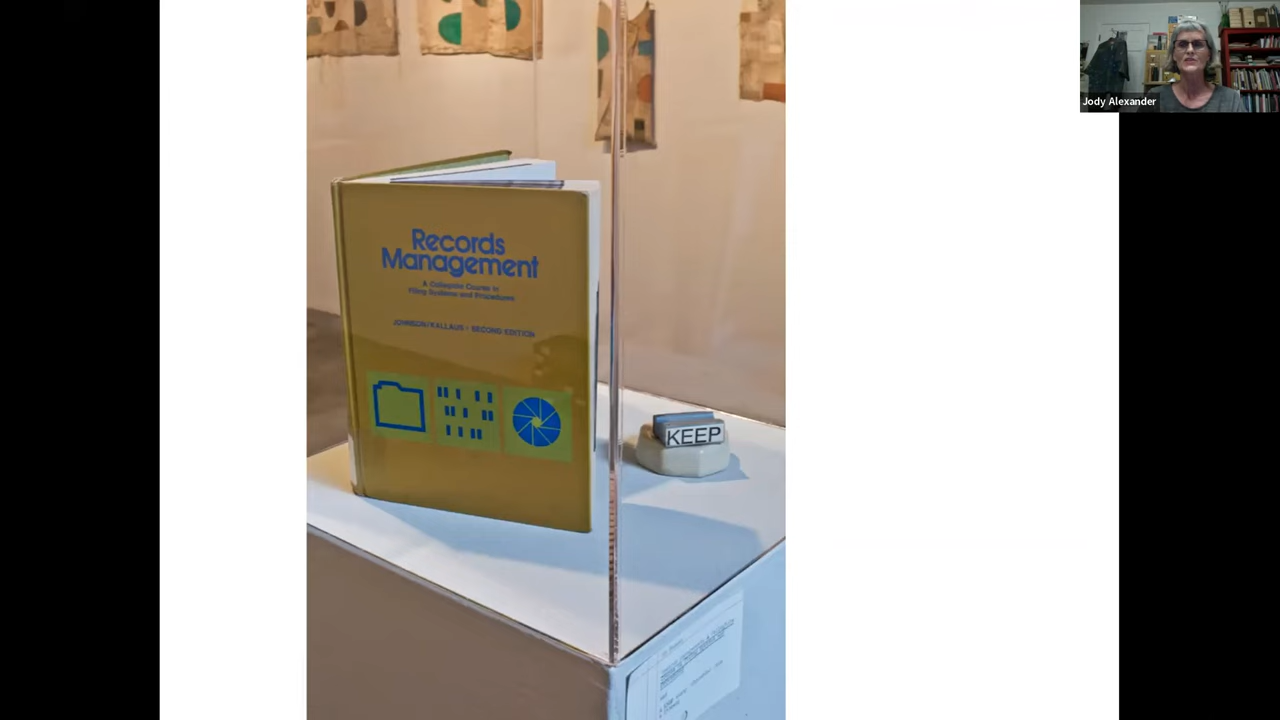 Jody Alexander
Records
Management
A Collegiate Course in
Filing Systems and Procedures
JOHNSON/KALLAUS • SECOND EDITION
KEEP